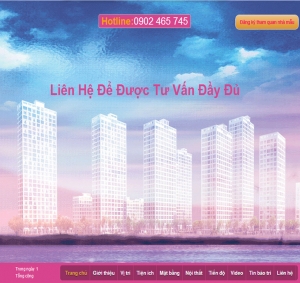 Hotline:0902 465 745
Đăng ký tham quan nhà mẫu
Liên Hệ Để Được Tư Vấn Đầy Đủ
Trong ngày 1
Tổng cộng
Trang chủ Giới thiệu Vị trí Tiện ích Mặt bằng Nội thất Tiến độ Video Tin báo trí Liên hệ